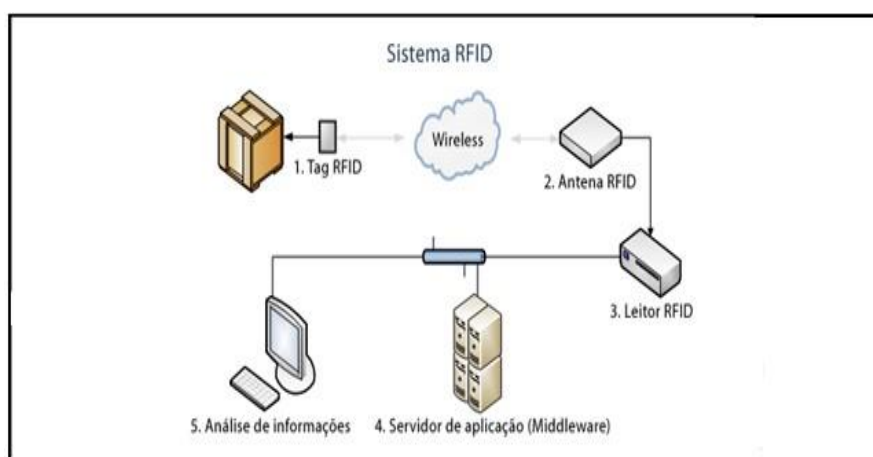 Sistema RFID
Wireless
1. Tag RFID
2. Antena RFID
3. Leitor RFID
5. Análise de informações
4. Servidor de aplicação (Middleware)